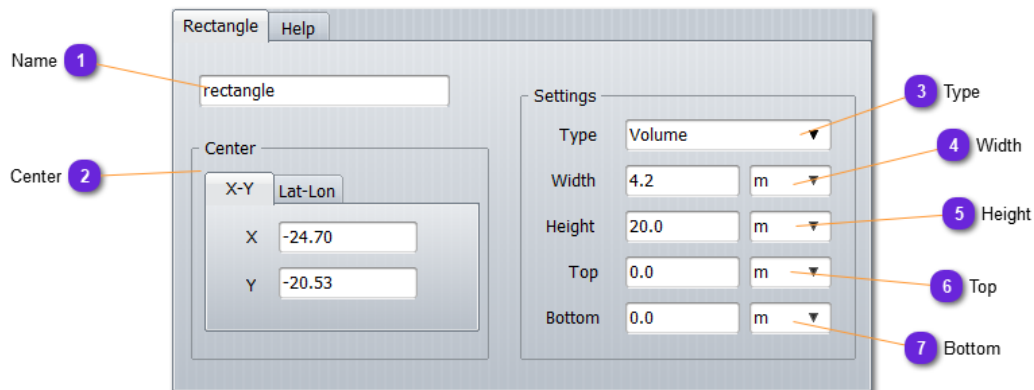 Rectangle Help
Name 1
rectangle
Settings
3 Type
Type Volume
4 Width
Center
Center 2
X-Y Lat-Lon
Width 4.2 m
X -24.70
Height 20.0 m
5 Height
Y -20.53
Top 0.0 m
6 Top
Bottom 0.0 m
7 Bottom